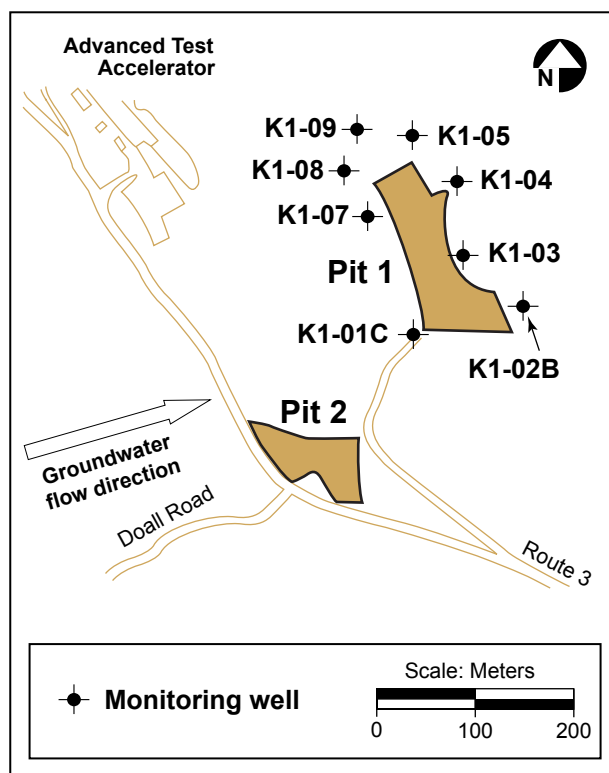 Advanced Test
Accelerator
N
K1-09
K1-05
K1-08
K1-04
K1-07
K1-03
Pit 1
K1-01C
K1-02B
Pit 2
Groundwater
flow direction
Doall Road
Route 3
Monitoring well
Scale: Meters
0 100 200